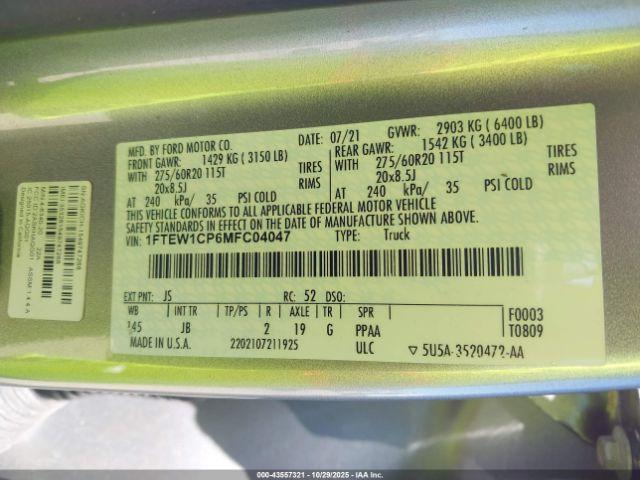 MFD. BY FORD MOTOR CO.
DATE: 07/21 GVWR: 2903 KG ( 6400 LB)
FRONT GAWR: 1429 KG ( 3150 LB)
REAR GAWR: 1542 KG ( 3400 LB)
WITH 275/60R20 115T TIRES
275/60R20 115T TIRES
20x8.5J RIMS
20x8.5J RIMS
AT 240 kPa/ 35 PSI COLD
AT 240 kPa/ 35 PSI COLD
THIS VEHICLE CONFORMS TO ALL APPLICABLE FEDERAL MOTOR VEHICLE
SAFETY STANDARDS IN EFFECT ON THE DATE OF MANUFACTURE SHOWN ABOVE.
VIN: 1FTEW1CP6MFC04047 TYPE: Truck
EXT PNT: JS RC: 52 DSO:
WB INT TR TP/PS R AXLE TR SPR
145 JB 2 19 G PPAA
F0003
T0809
MADE IN U.S.A. 2202107211925 ULC
▽ 5U5A-3520472-AA
Designed in California
000-43557321 - 10/29/2025 - IAA Inc.